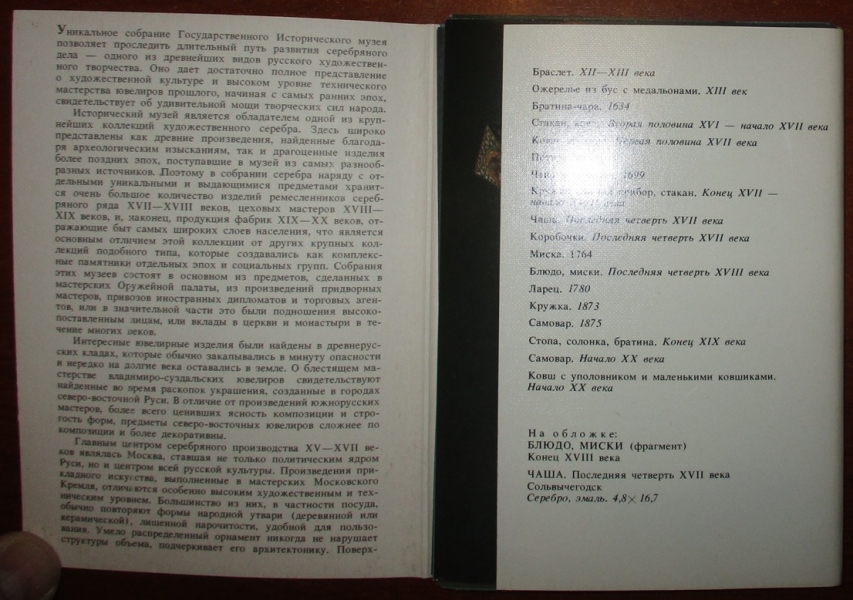 Уникальное собрание Государственного Исторического музея
позволяет проследить длительный путь развития серебряного
дела — одного из древнейших видов русского художествен-
ного творчества. Оно дает достаточно полное представление
о художественной культуре и высоком уровне технического
мастерства ювелиров прошлого, начиная с самых ранних эпох,
свидетельствует об удивительной мощи творческих сил народа.
Исторический музей является обладателем одной из круп-
нейших коллекций художественного серебра. Здесь широко
представлены как древние произведения, найденные благода-
ря археологическим изысканиям, так и драгоценные изделия
более поздних эпох, поступавшие в музей из самых разнооб-
разных источников. Поэтому в собрании серебра наряду с от-
дельными уникальными и выдающимися предметами хранит-
ся очень большое количество изделий ремесленников сереб-
ряного ряда XVII—XVIII веков, цеховых мастеров XVIII—
XIX веков, и, наконец, продукция фабрик XIX—XX веков, от-
ражающие быт самых широких слоев населения, что является
основным отличием этой коллекции от других крупных кол-
лекций подобного типа, которые создавались как комплекс-
ные памятники отдельных эпох и социальных групп. Собрания
этих музеев состоят в основном из предметов, сделанных в
мастерских Оружейной палаты, из произведений придворных
мастеров, привозов иностранных дипломатов и торговых аген-
тов, или в значительной части это были подношения высоко-
поставленным лицам, или вклады в церкви и монастыри в те-
чение многих веков.
Интересные ювелирные изделия были найдены в древнерус-
ских кладах, которые обычно закапывались в минуту опасности
и нередко на долгие века оставались в земле. О блестящем ма-
стерстве владимиро-суздальских ювелиров свидетельствуют
найденные во время раскопок украшения, созданные в городах
северо-восточной Руси. В отличие от произведений южнорусских
мастеров, более всего ценивших ясность композиции и стро-
гость форм, предметы северо-восточных ювелиров сложнее по
композиции и более декоративны.
Главным центром серебряного производства XV—XVII ве-
ков являлась Москва, ставшая не только политическим ядром
Руси, но и центром всей русской культуры. Произведения при-
кладного искусства, выполненные в мастерских Московского
Кремля, отличаются особенно высоким художественным и тех-
ническим уровнем. Большинство из них, в частности посуда,
обычно повторяют формы народной утвари (деревянной или
керамической), лишенной нарочитости, удобной для пользо-
вания. Умело распределенный орнамент никогда не нарушает
структуры объема, подчеркивает его архитектонику. Поверх-
Браслет. XII—XIII века
Ожерелье из бус с медальонами. XIII век
Братина-чара. 1634
Стакан, ковш. Вторая половина XVI — начало XVII века
Первая половина XVII века
1699
стакан. Конец XVII —
начало века
Чаша. Последняя четверть XVII века
Коробочки. Последняя четверть XVII века
Миска. 1764
Блюдо, миски. Последняя четверть XVIII века
Ларец. 1780
Кружка. 1873
Самовар. 1875
Стопа, солонка, братина. Конец XIX века
Самовар. Начало XX века
Ковш с уполовником и маленькими ковшиками.
Начало XX века
На обложке:
БЛЮДО, МИСКИ (фрагмент)
Конец XVIII века
ЧАША. Последняя четверть XVII века
Сольвычегодск
Серебро, эмаль. 4,8× 16,7